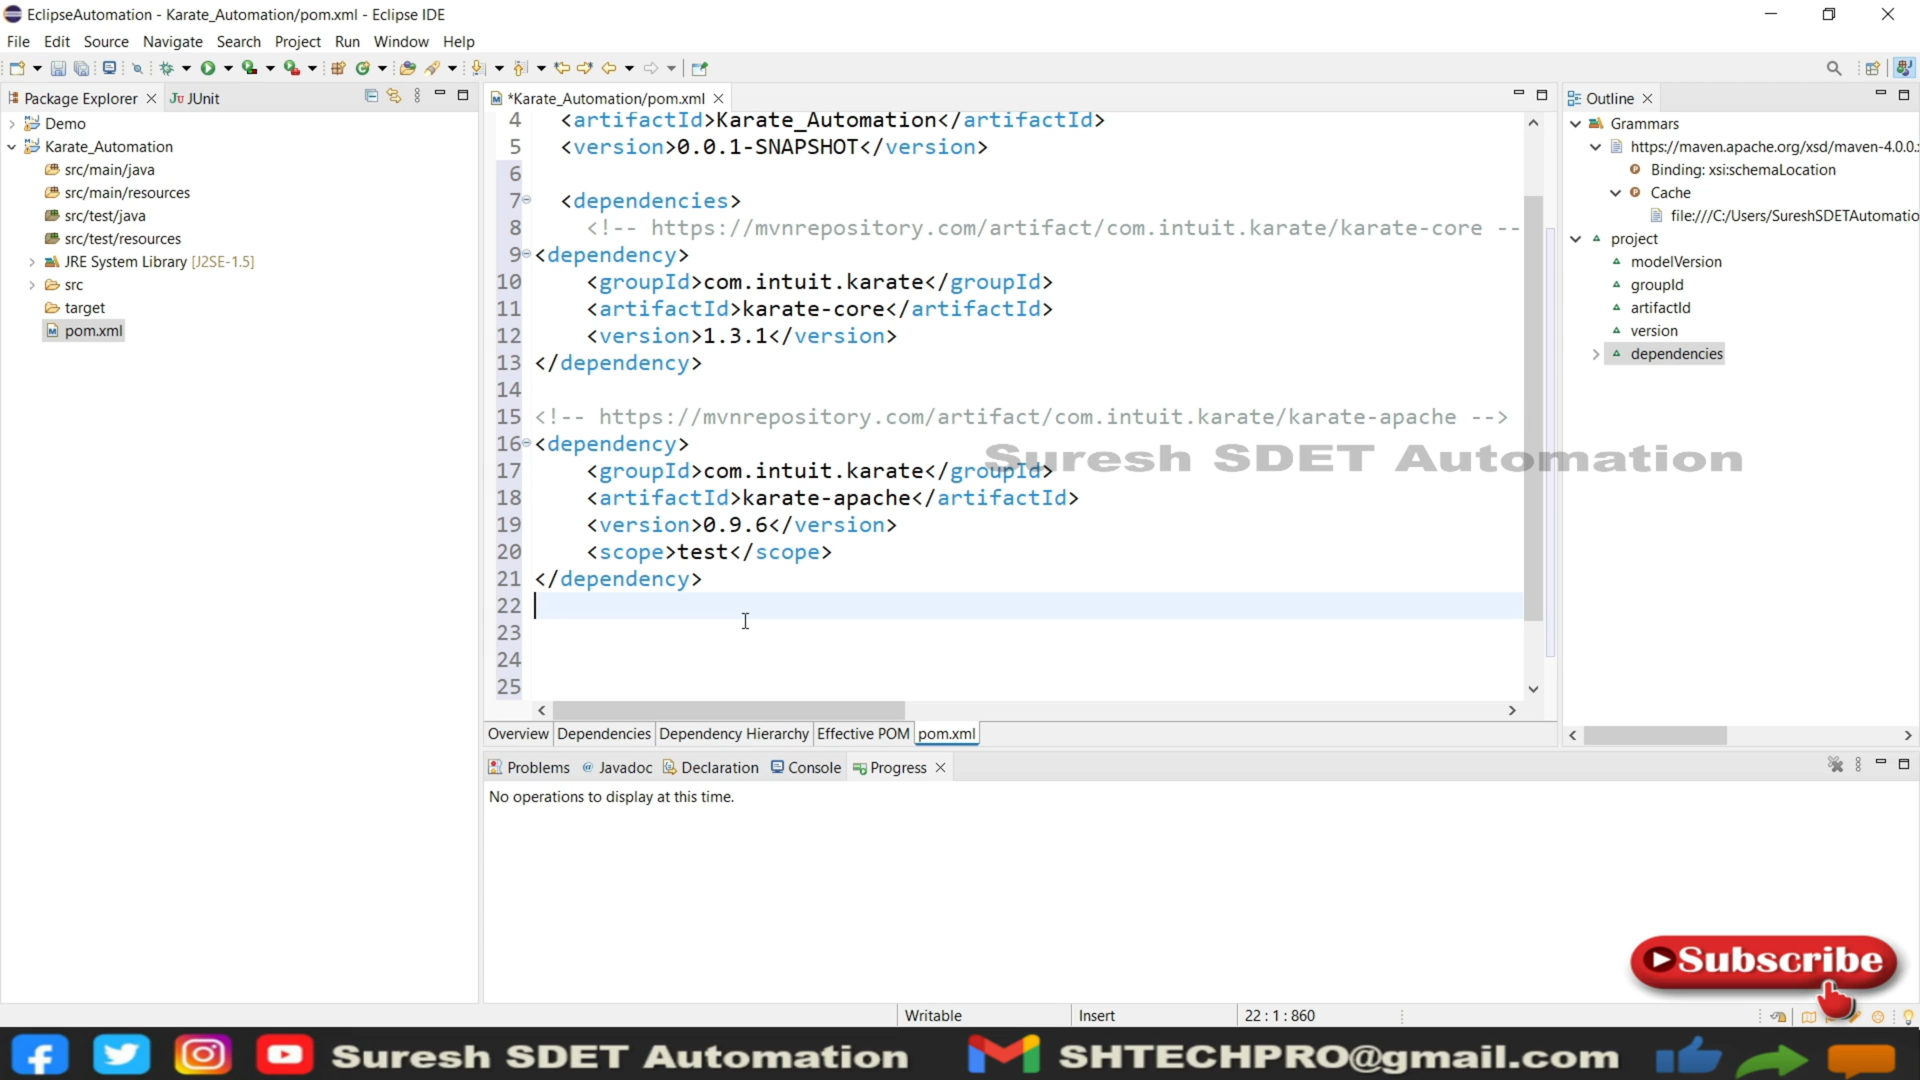 EclipseAutomation - Karate_Automation/pom.xml - Eclipse IDE
File Edit Source Navigate Search Project Run Window Help
Package Explorer
JUnit
Demo
Karate_Automation
src/main/java
src/main/resources
src/test/java
src/test/resources
JRE System Library [J2SE-1.5]
src
target
pom.xml
*Karate_Automation/pom.xml
4 <artifactId>Karate_Automation</artifactId>
5 <version>0.0.1-SNAPSHOT</version>
6
7 <dependencies>
8 <!-- https://mvnrepository.com/artifact/com.intuit.karate/karate-core --
9 <dependency>
10 <groupId>com.intuit.karate</groupId>
11 <artifactId>karate-core</artifactId>
12 <version>1.3.1</version>
13 </dependency>
14
15 <!-- https://mvnrepository.com/artifact/com.intuit.karate/karate-apache -->
16 <dependency>
17 <groupId>com.intuit.karate</groupId>
18 <artifactId>karate-apache</artifactId>
19 <version>0.9.6</version>
20 <scope>test</scope>
21 </dependency>
22
23
24
25
Suresh SDET Automation
Overview Dependencies Dependency Hierarchy Effective POM pom.xml
Problems Javadoc Declaration Console Progress
No operations to display at this time.
Outline
Grammars
https://maven.apache.org/xsd/maven-4.0.0.
Binding: xsi:schemaLocation
Cache
file:///C:/Users/SureshSDETAutomatio
project
modelVersion
groupId
artifactId
version
dependencies
Subscribe
Writable Insert 22 : 1 : 860
Suresh SDET Automation SHTECHPRO@gmail.com